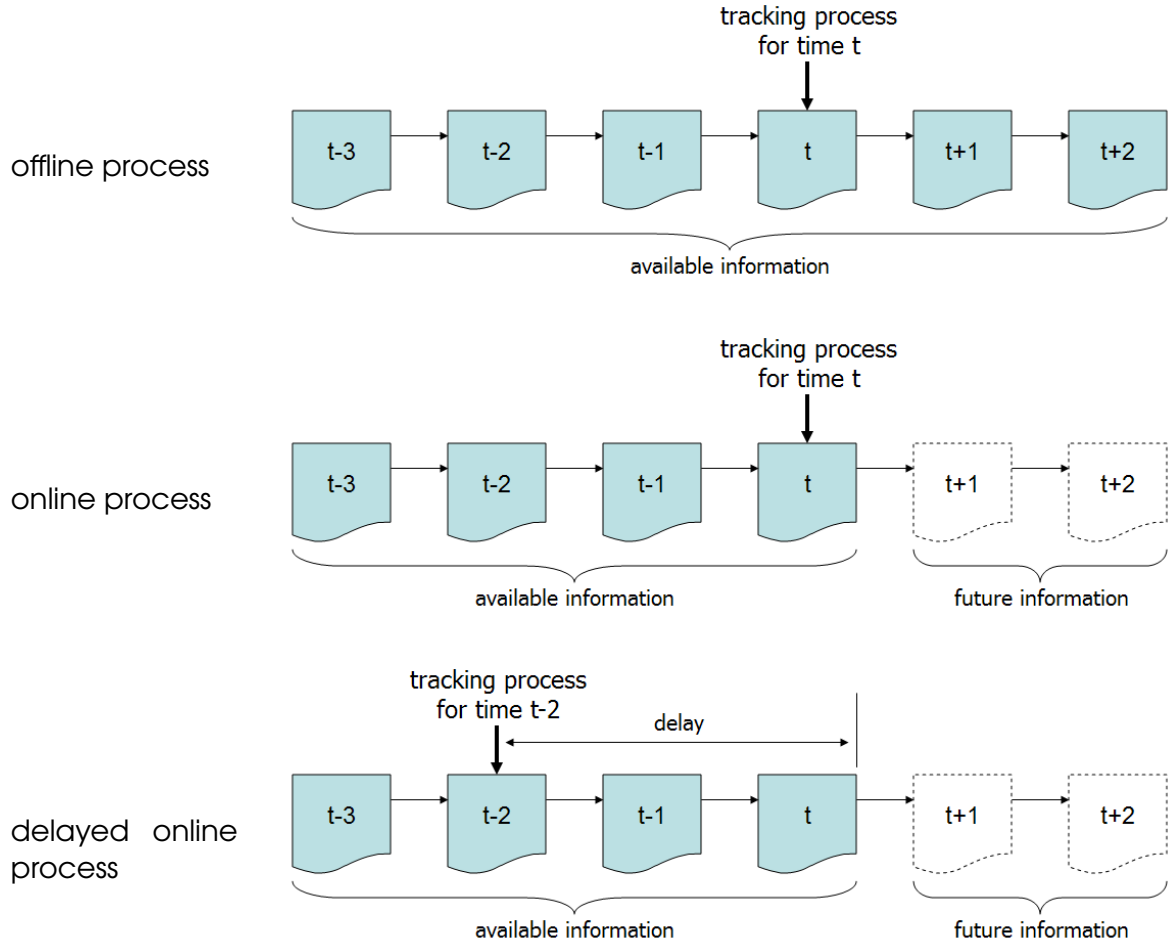 tracking process
for time t
offline process
t-3
t-2
t-1
t
t+1
t+2
available information
tracking process
for time t
online process
t-3
t-2
t-1
t
t+1
t+2
available information
future information
tracking process
for time t-2
delay
delayed online
process
t-3
t-2
t-1
t
t+1
t+2
available information
future information